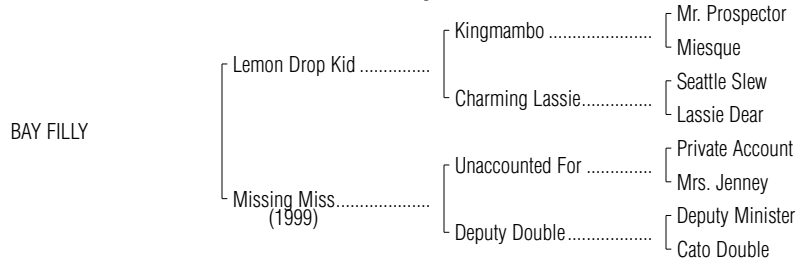 Mr. Prospector
Kingmambo ......................
Miesque
Lemon Drop Kid ...............
Seattle Slew
Charming Lassie...............
Lassie Dear
BAY FILLY
Private Account
Unaccounted For ..............
Mrs. Jenney
Missing Miss....................
(1999)
Deputy Minister
Deputy Double..................
Cato Double